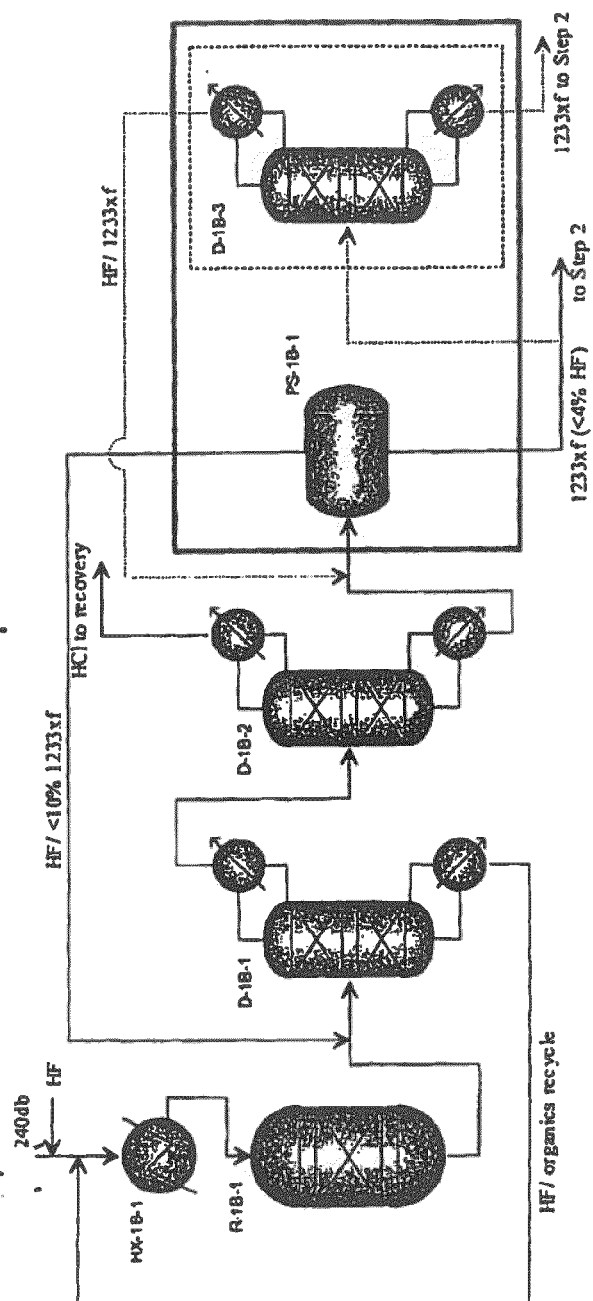 240db
HF
HX-1B-1
R-1B-1
HF/ organics recycle
HF/ <10% 1233xf
D-1B-1
D-1B-2
HCl to recovery
HF/ 1233xf
PS-1B-1
D-1B-3
1233xf (<4% HF)
to Step 2
1233xf to Step 2